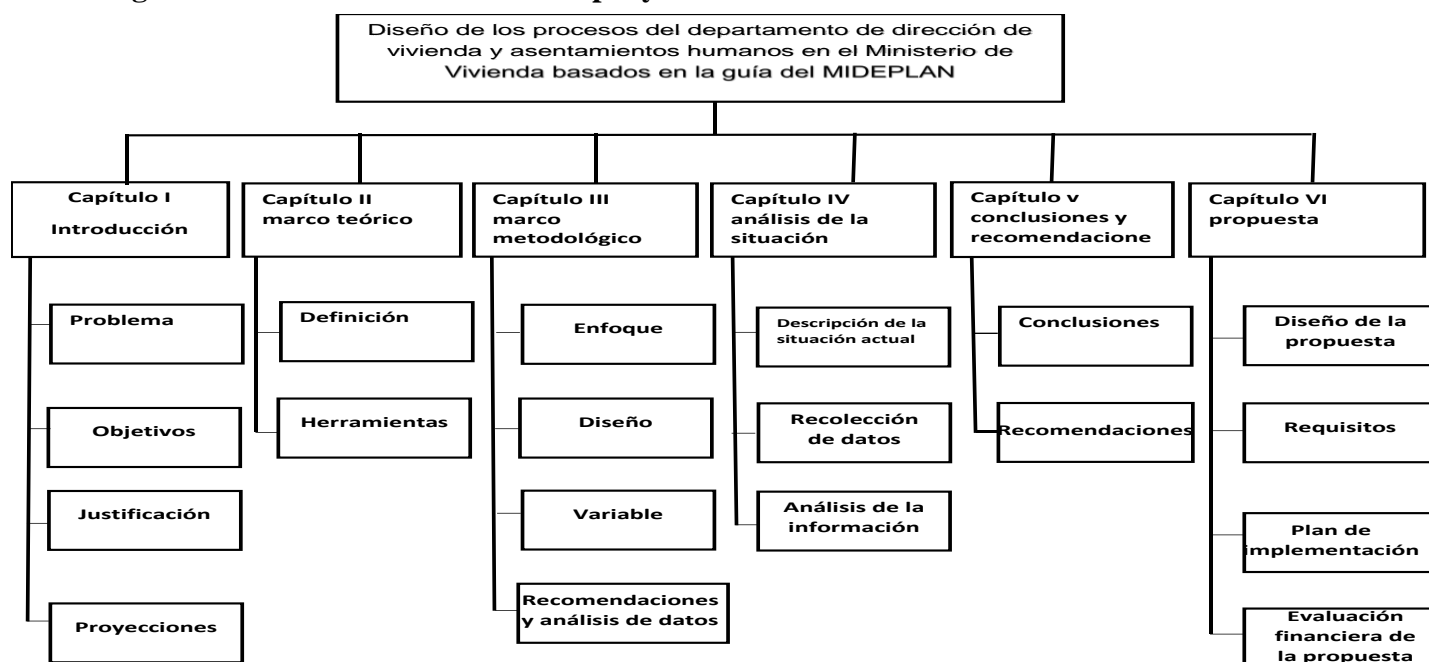 Diseño de los procesos del departamento de dirección de
vivienda y asentamientos humanos en el Ministerio de
Vivienda basados en la guía del MIDEPLAN
Capítulo I
Introducción
Problema
Objetivos
Justificación
Proyecciones
Capítulo II
marco teórico
Definición
Herramientas
Capítulo III
marco
metodológico
Enfoque
Diseño
Variable
Recomendaciones
y análisis de datos
Capítulo IV
análisis de la
situación
Descripción de la
situación actual
Recolección
de datos
Análisis de la
información
Capítulo v
conclusiones y
recomendacione
Conclusiones
Recomendaciones
Capítulo VI
propuesta
Diseño de la
propuesta
Requisitos
Plan de
implementación
Evaluación
financiera de
la propuesta